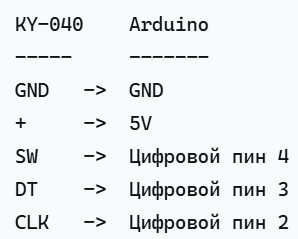 KY-040    Arduino
-----     -------
GND   ->  GND
+     ->  5V
SW    ->  Цифровой пин 4
DT    ->  Цифровой пин 3
CLK   ->  Цифровой пин 2